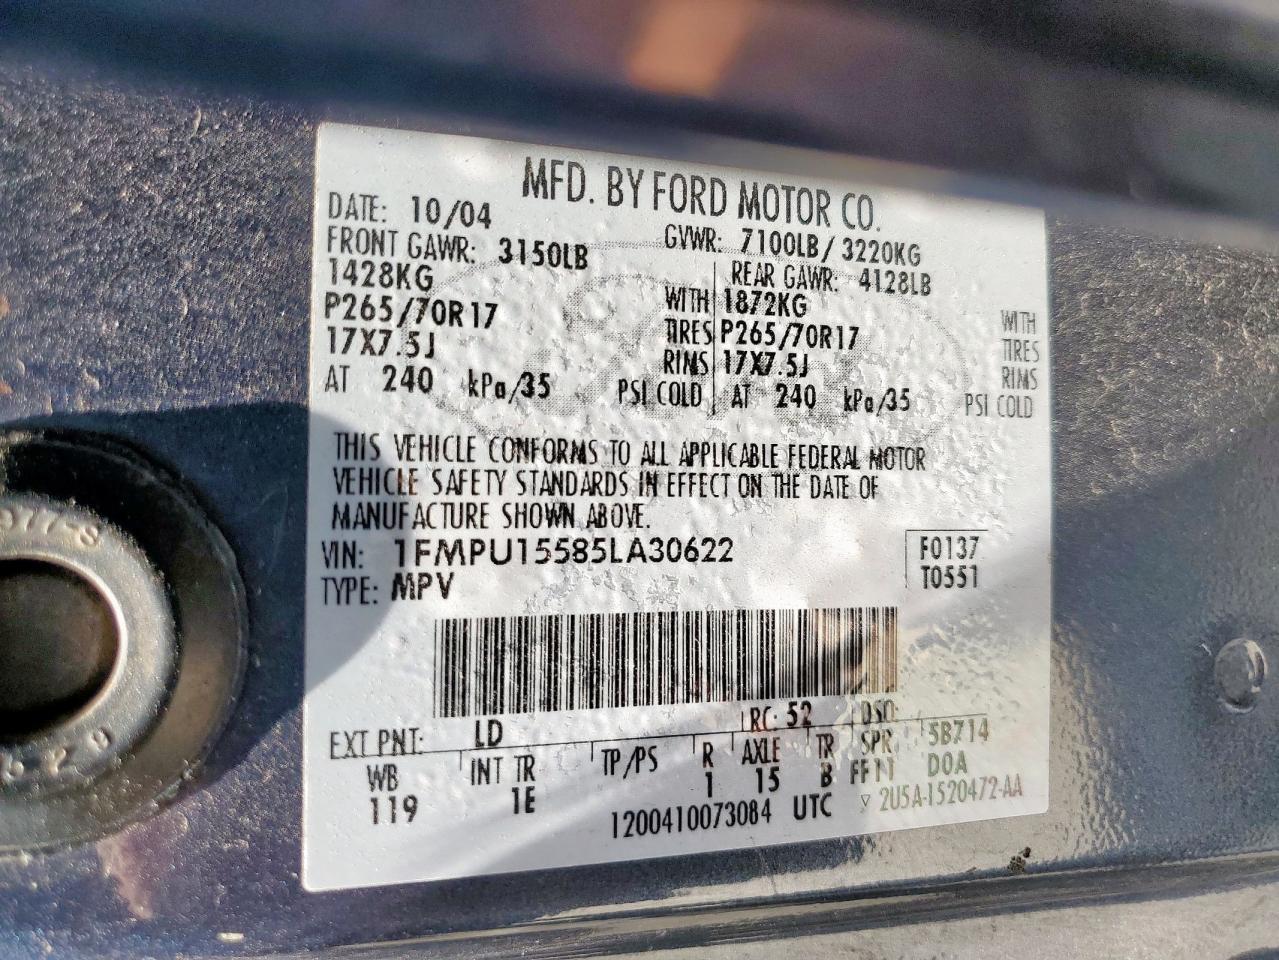 MFD. BY FORD MOTOR CO.
DATE: 10/04 GVWR: 7100LB/ 3220KG
FRONT GAWR: 3150LB REAR GAWR: 4128LB
1428KG WITH 1872KG WITH
P265/70R17 TIRES P265/70R17 TIRES
17X7.5J RIMS 17X7.5J RIMS
AT 240 kPa/35 PSI COLD AT 240 kPa/35 PSI COLD
THIS VEHICLE CONFORMS TO ALL APPLICABLE FEDERAL MOTOR
VEHICLE SAFETY STANDARDS IN EFFECT ON THE DATE OF
MANUFACTURE SHOWN ABOVE.
VIN: 1FMPU15585LA30622 F0137
TYPE: MPV T0551
EXT PNT: LD RC: 52 DSO:
WB INT TR TP/PS R AXLE TR SPR 5B714
119 1E 1 15 B FF11 DOA
1200410073084 UTC ▽ 2U5A-1520472-AA